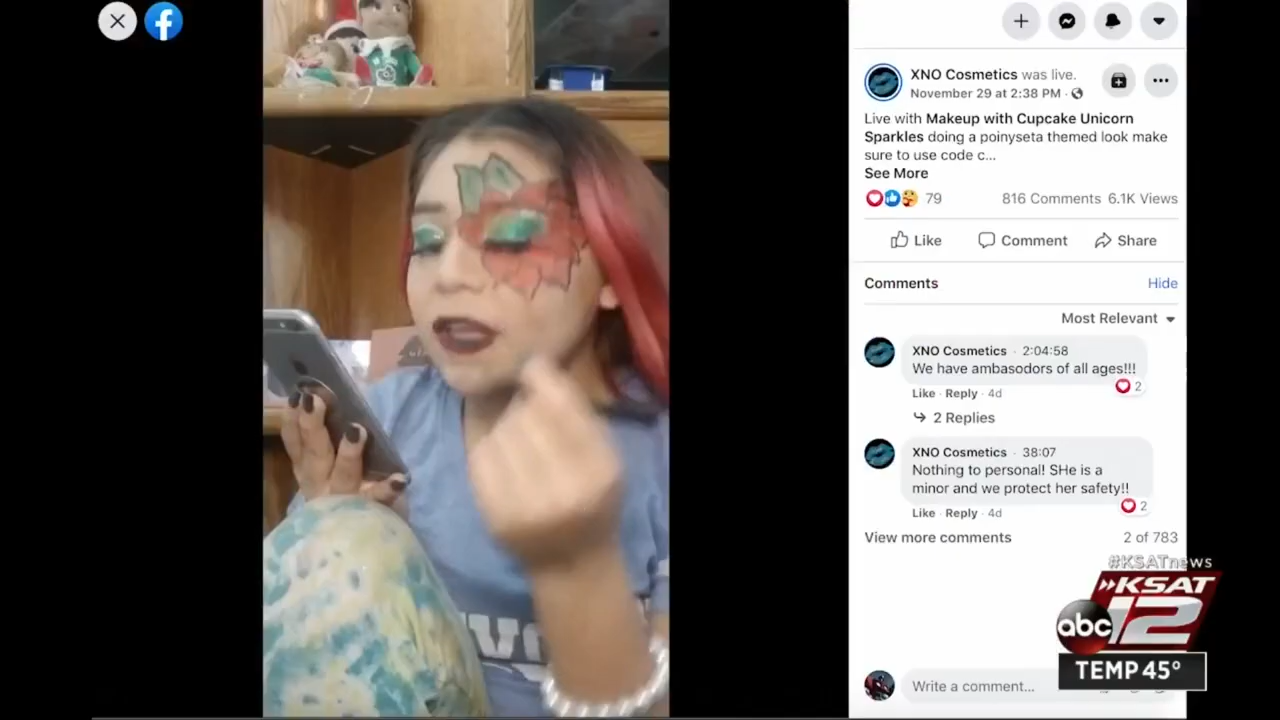 XNO Cosmetics was live.
November 29 at 2:38 PM ·
Live with Makeup with Cupcake Unicorn
Sparkles doing a poinyseta themed look make
sure to use code c...
See More
79
816 Comments 6.1K Views
Like Comment Share
Comments Hide
Most Relevant
XNO Cosmetics · 2:04:58
We have ambasodors of all ages!!!
2
Like · Reply · 4d
2 Replies
XNO Cosmetics · 38:07
Nothing to personal! SHe is a
minor and we protect her safety!!
2
Like · Reply · 4d
View more comments 2 of 783
#KSATnews
KSAT
abc 12
TEMP 45°
Write a comment...